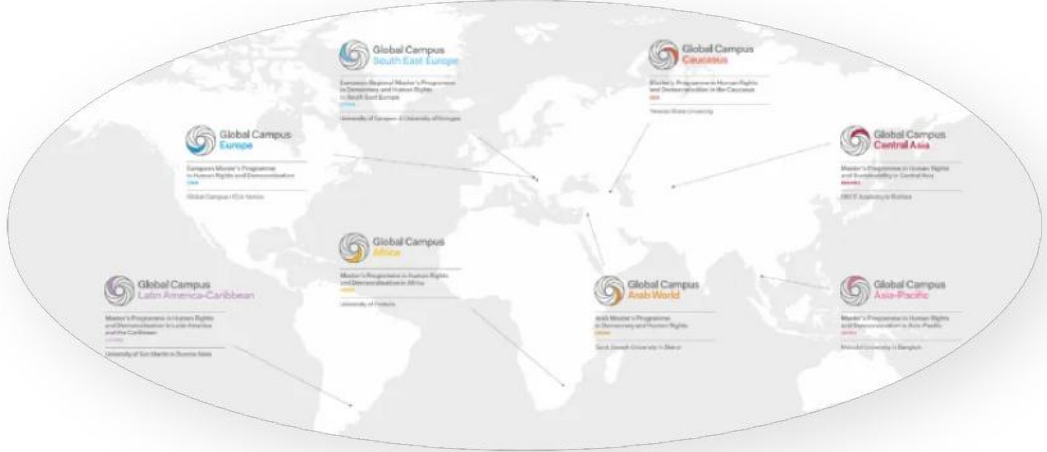 Global Campus
South East Europe
European Regional Master's Programme
in Democracy and Human Rights
in South East Europe
University of Sarajevo & University of Bologna
Global Campus
Caucasus
Master's Programme in Human Rights
and Democratisation in the Caucasus
Yerevan State University
Global Campus
Europe
European Master's Programme
in Human Rights and Democratisation
Global Campus
Central Asia
Master's Programme in Human Rights
and Sustainability in Central Asia
OSCE Academy in Bishkek
Global Campus
Africa
Master's Programme in Human Rights
and Democratisation in Africa
University of Pretoria
Global Campus
Latin America-Caribbean
Master's Programme in Human Rights
and Democratisation in Latin America
and the Caribbean
University of San Martín in Buenos Aires
Global Campus
Arab World
Arab Master's Programme
in Democracy and Human Rights
Saint Joseph University in Beirut
Global Campus
Asia-Pacific
Master's Programme in Human Rights
and Democratisation in Asia-Pacific
Mahidol University in Bangkok